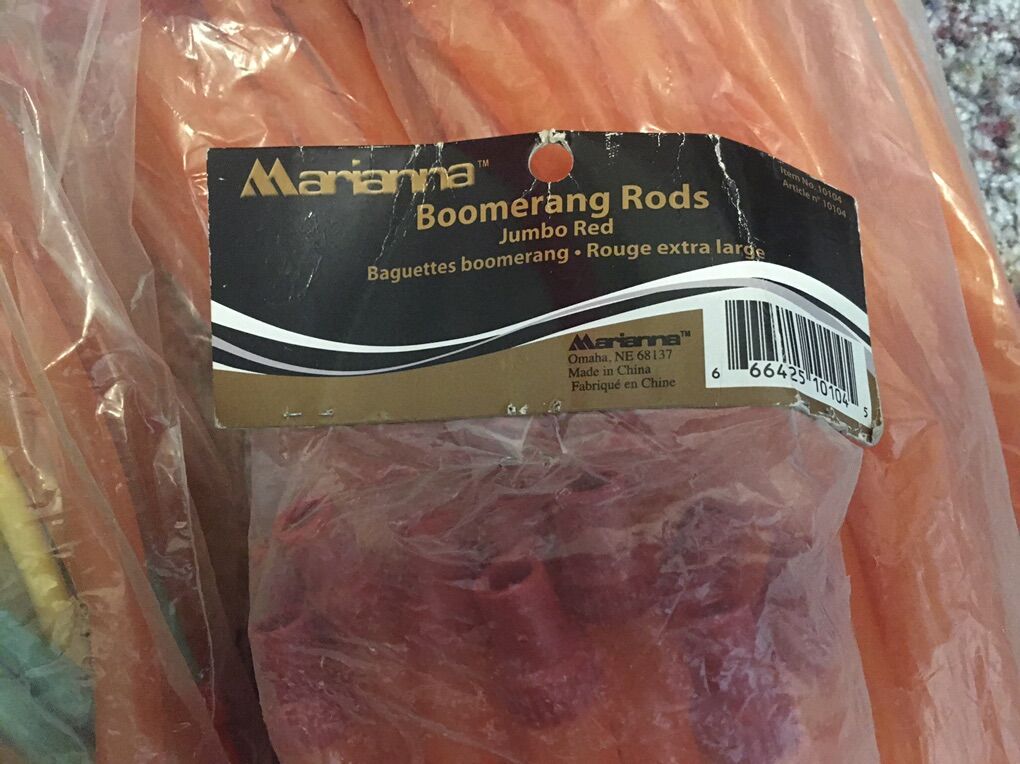 Marianna™
Item No. 10104
Article n° 10104
Boomerang Rods
Jumbo Red
Baguettes boomerang • Rouge extra large
Marianna™
Omaha, NE 68137
Made in China
Fabriqué en Chine
6 66425 10104 5